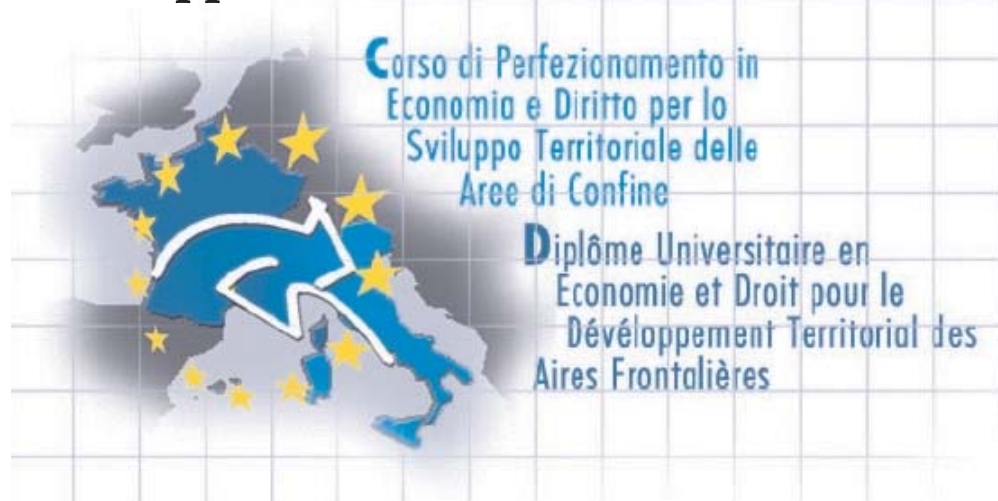 Corso di Perfezionamento in
Economia e Diritto per lo
Sviluppo Territoriale delle
Aree di Confine
Diplôme Universitaire en
Economie et Droit pour le
Dévéloppement Territorial des
Aires Frontalières